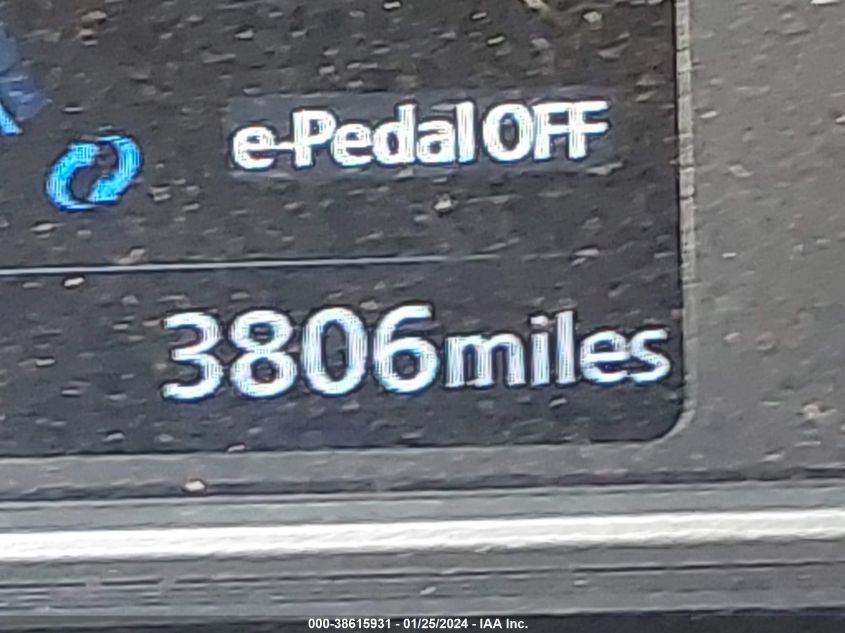 e-Pedal OFF
3806 miles
000-38615931 - 01/25/2024 - IAA Inc.